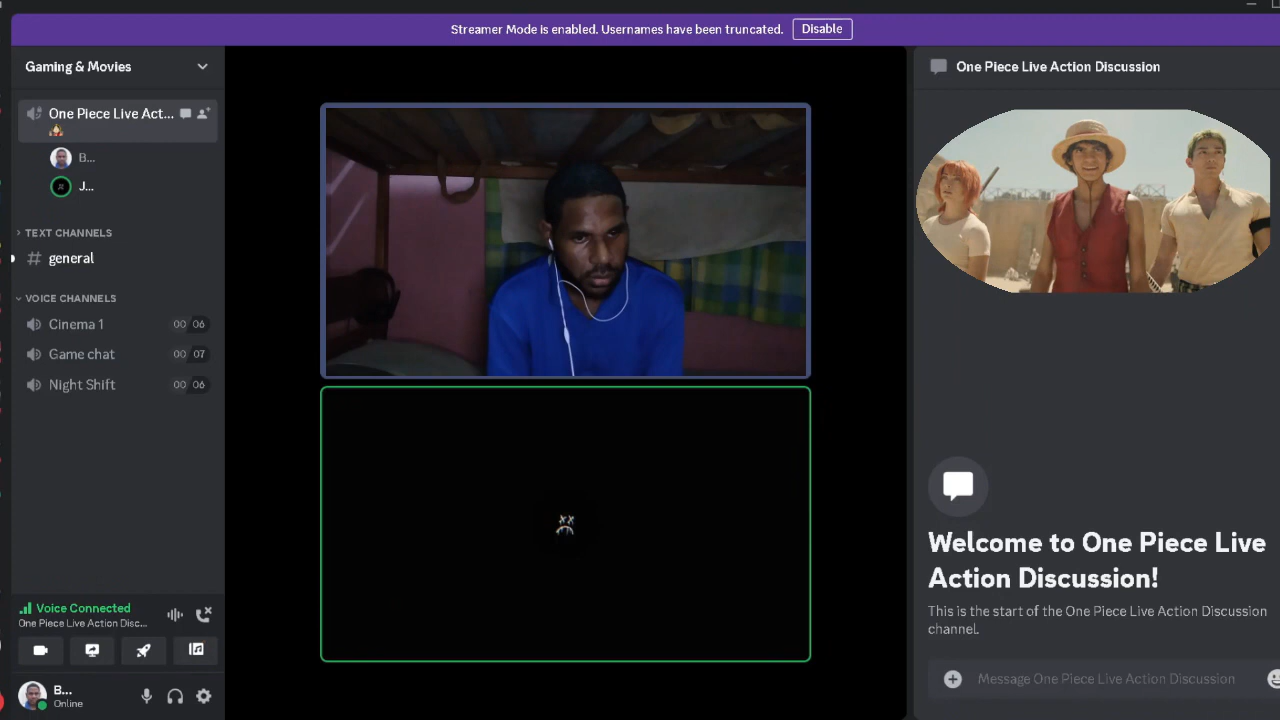 Streamer Mode is enabled. Usernames have been truncated.
Disable
Gaming & Movies
One Piece Live Act...
B...
J...
TEXT CHANNELS
general
VOICE CHANNELS
Cinema 1 00 06
Game chat 00 07
Night Shift 00 06
Voice Connected
One Piece Live Action Disc...
B...
Online
One Piece Live Action Discussion
Welcome to One Piece Live
Action Discussion!
This is the start of the One Piece Live Action Discussion
channel.
Message One Piece Live Action Discussion